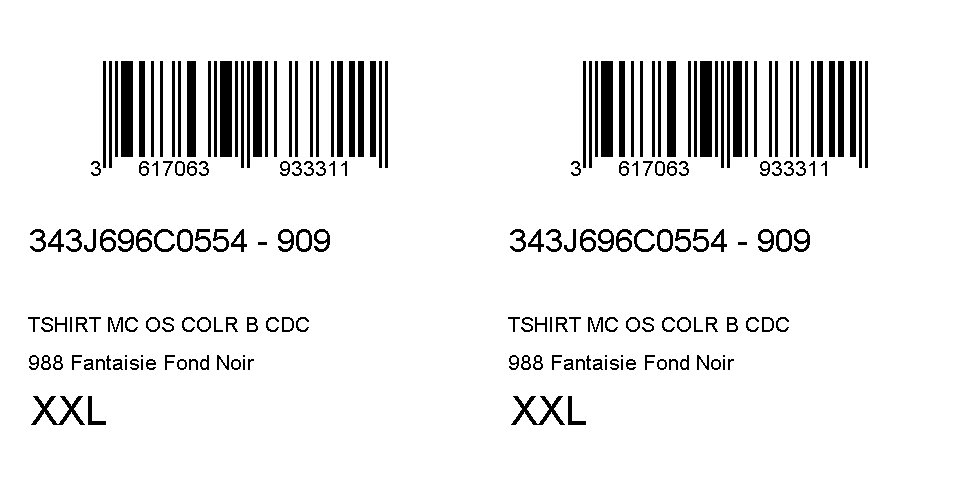 3 617063 933311
343J696C0554 - 909
TSHIRT MC OS COLR B CDC
988 Fantaisie Fond Noir
XXL
3 617063 933311
343J696C0554 - 909
TSHIRT MC OS COLR B CDC
988 Fantaisie Fond Noir
XXL